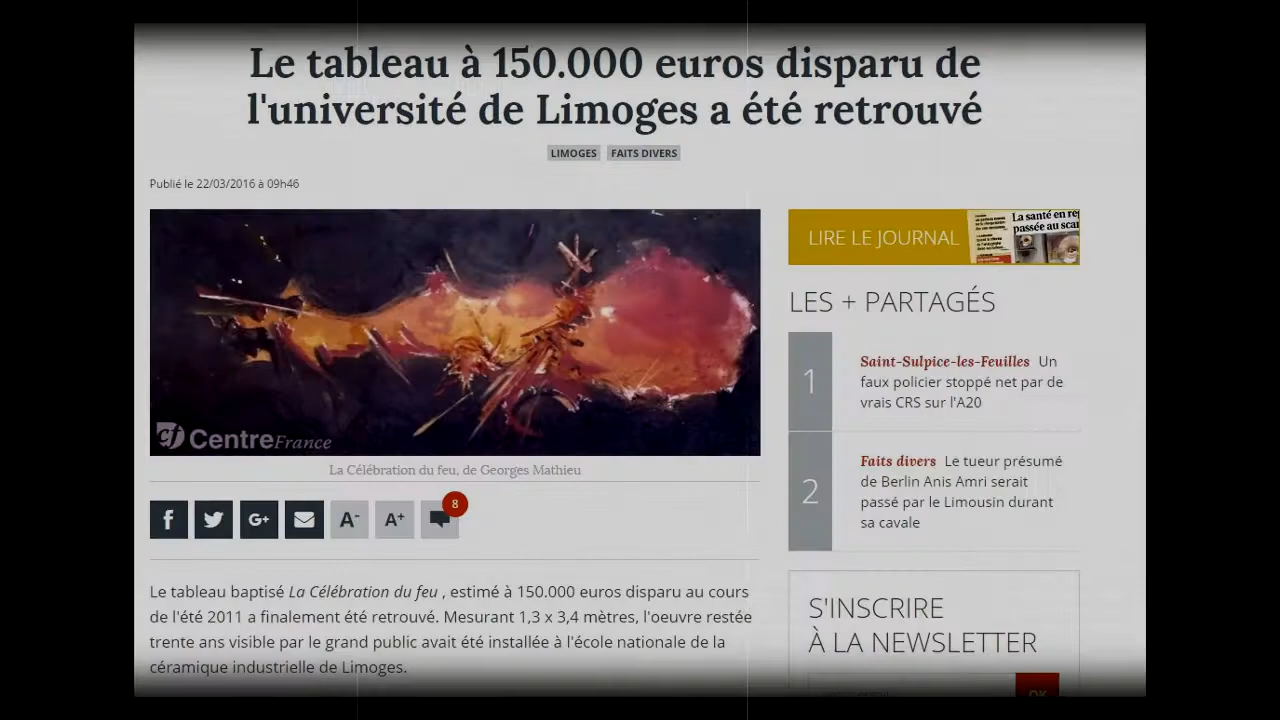 Le tableau à 150.000 euros disparu de
l'université de Limoges a été retrouvé
LIMOGES FAITS DIVERS
Publié le 22/03/2016 à 09h46
Centre France
La Célébration du feu, de Georges Mathieu
8
Le tableau baptisé La Célébration du feu , estimé à 150.000 euros disparu au cours
de l'été 2011 a finalement été retrouvé. Mesurant 1,3 x 3,4 mètres, l'oeuvre restée
trente ans visible par le grand public avait été installée à l'école nationale de la
céramique industrielle de Limoges.
LIRE LE JOURNAL
La santé en
passée au
LES + PARTAGÉS
1
Saint-Sulpice-les-Feuilles Un
faux policier stoppé net par de
vrais CRS sur l'A20
2
Faits divers Le tueur présumé
de Berlin Anis Amri serait
passé par le Limousin durant
sa cavale
S'INSCRIRE
À LA NEWSLETTER
OK
f G+ A- A+